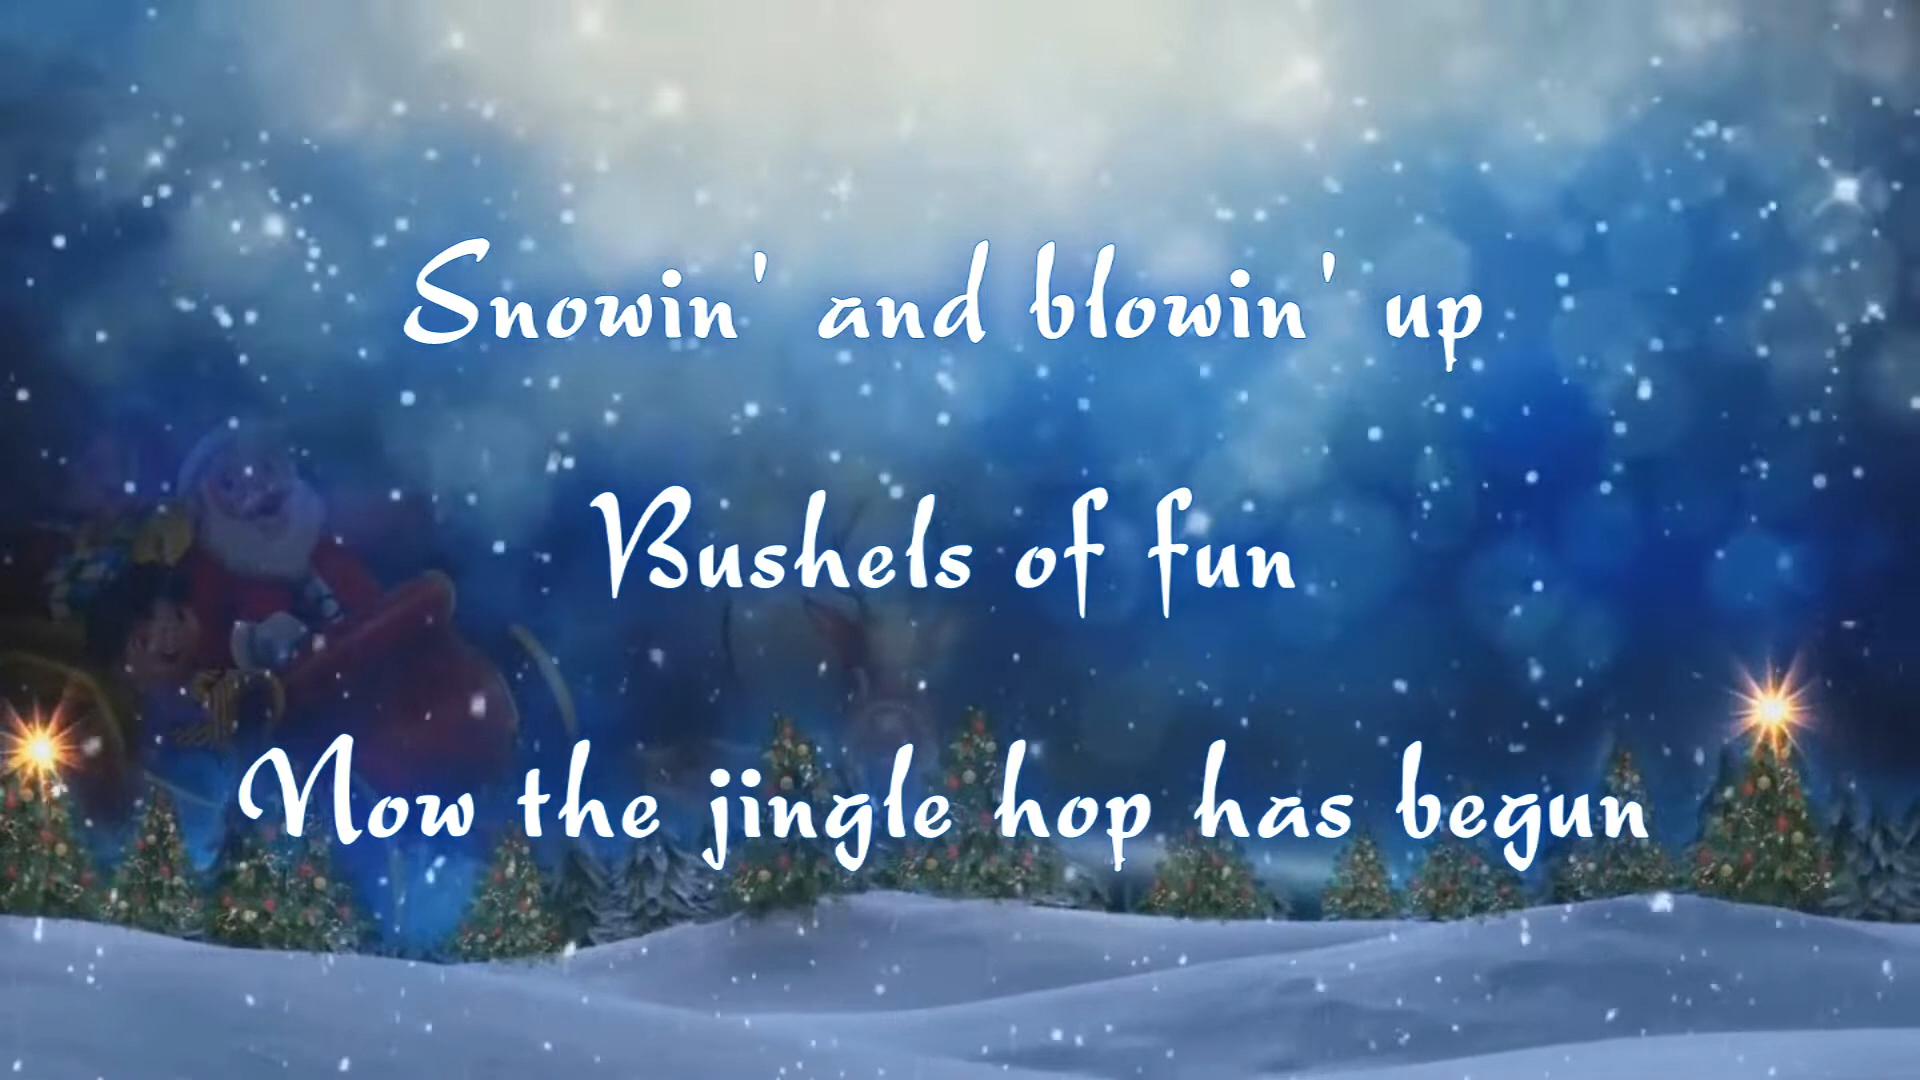 Snowin' and blowin' up
Bushels of fun
Now the jingle hop has begun